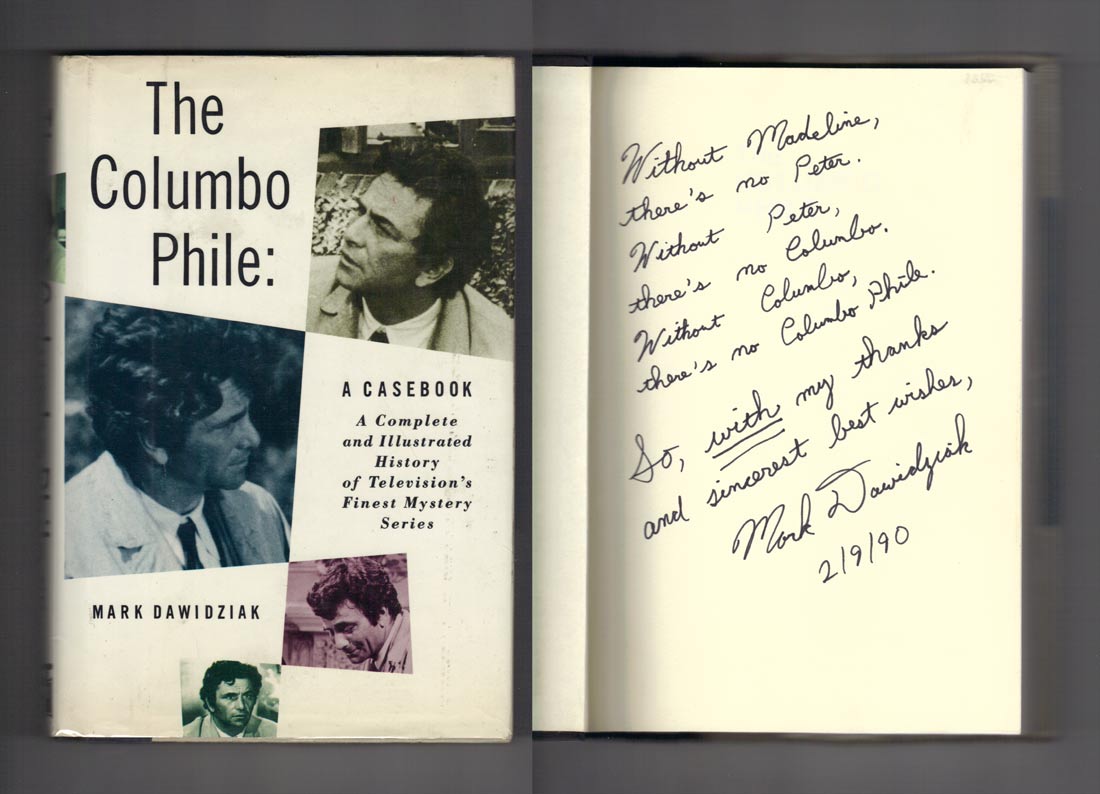 The
Columbo
Phile:
A CASEBOOK
A Complete
and Illustrated
History
of Television's
Finest Mystery
Series
MARK DAWIDZIAK
Without Madeline,
there's no Peter.
Without Peter,
there's no Columbo.
Without Columbo,
there's no Columbo Phile.
So, with my thanks
and sincerest best wishes,
Mark Dawidziak
2/9/90